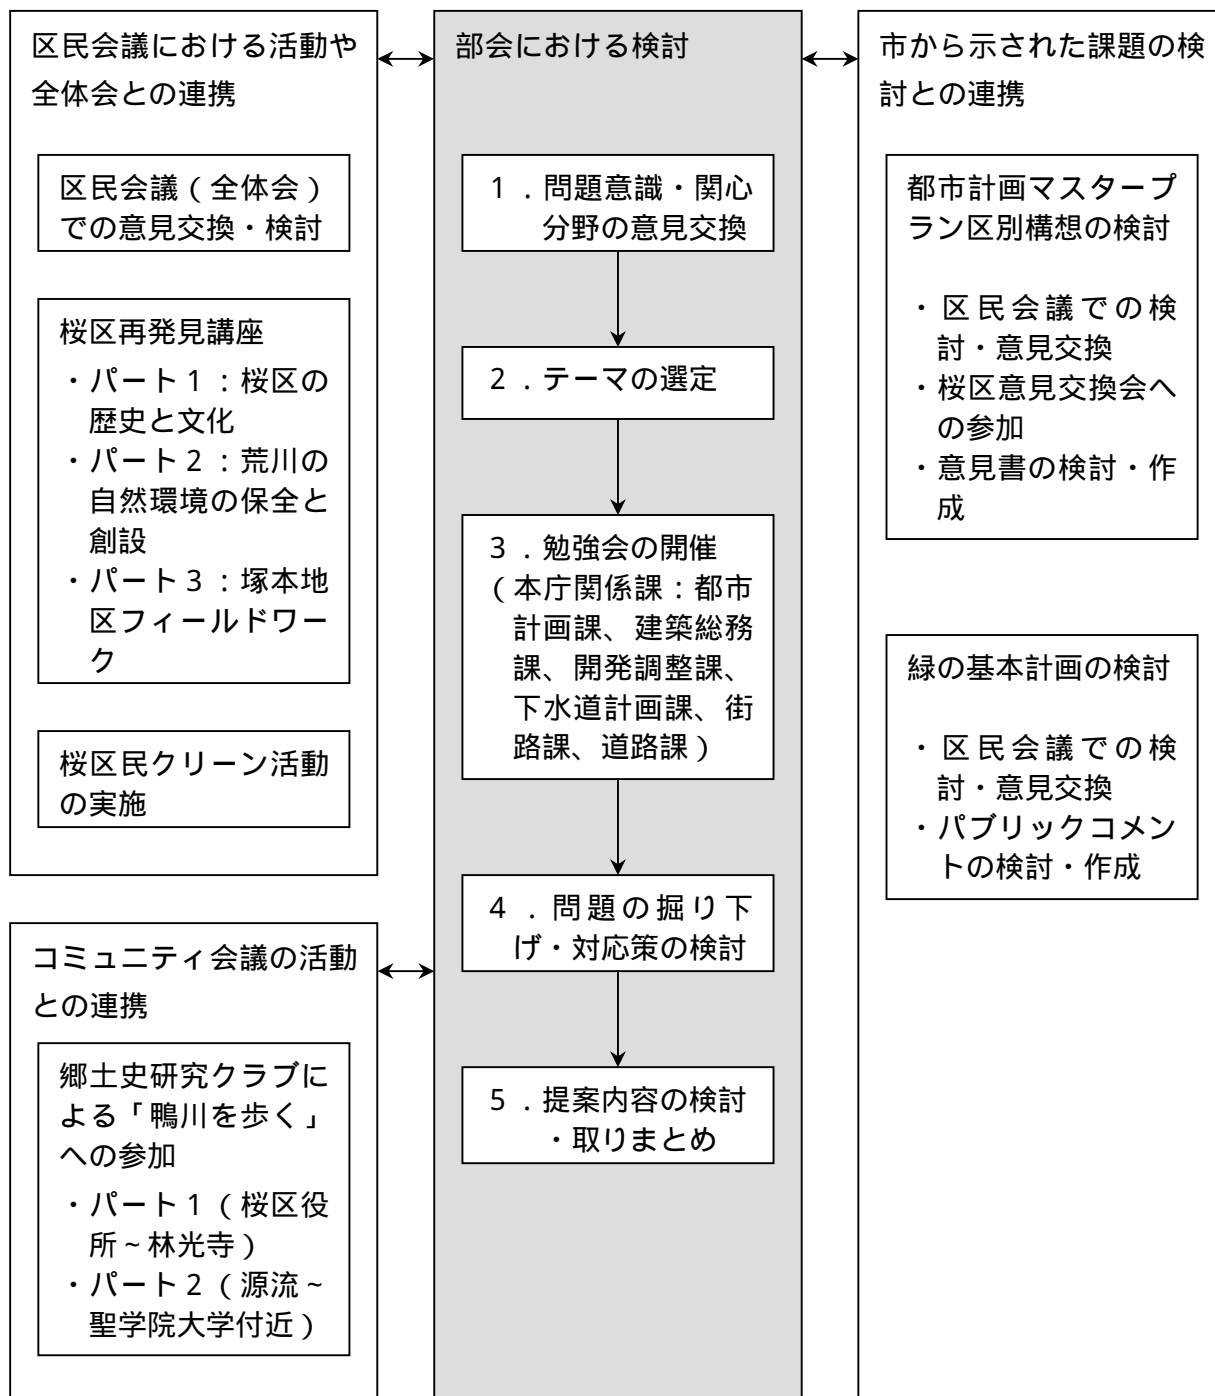 区民会議における活動や
全体会との連携
区民会議(全体会)
での意見交換・検討
桜区再発見講座
・パート1:桜区の
歴史と文化
・パート2:荒川の
自然環境の保全と
創設
・パート3:塚本地
区フィールドワー
ク
桜区民クリーン活動
の実施
コミュニティ会議の活動
との連携
郷土史研究クラブに
よる「鴨川を歩く」
への参加
・パート1(桜区役
所~林光寺)
・パート2(源流~
聖学院大学付近)
部会における検討
1.問題意識・関心
分野の意見交換
2.テーマの選定
3.勉強会の開催
(本庁関係課:都市
計画課、建築総務
課、開発調整課、
下水道計画課、街
路課、道路課)
4.問題の掘り下
げ・対応策の検討
5.提案内容の検討
・取りまとめ
市から示された課題の検
討との連携
都市計画マスタープ
ラン区別構想の検討
・区民会議での検
討・意見交換
・桜区意見交換会へ
の参加
・意見書の検討・作
成
緑の基本計画の検討
・区民会議での検
討・意見交換
・パブリックコメン
トの検討・作成